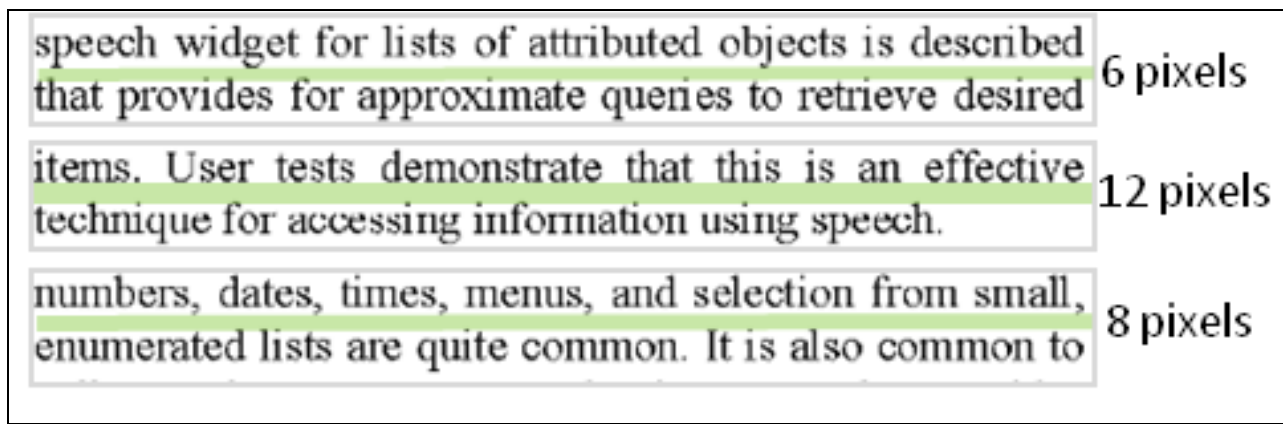 speech widget for lists of attributed objects is described
that provides for approximate queries to retrieve desired
6 pixels
items. User tests demonstrate that this is an effective
technique for accessing information using speech.
12 pixels
numbers, dates, times, menus, and selection from small,
enumerated lists are quite common. It is also common to
8 pixels